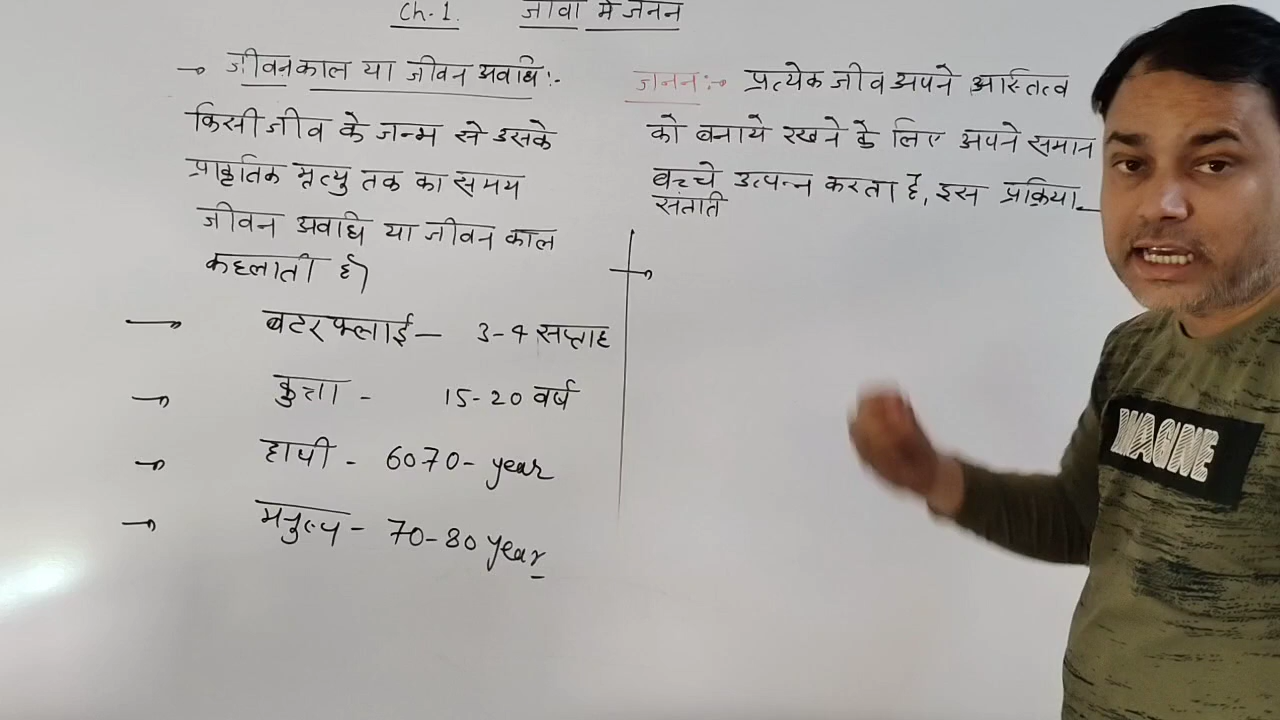 Ch. 1. जीवों में जनन
→ जीवनकाल या जीवन अवधि :-
किसी जीव के जन्म से उसके
प्राकृतिक मृत्यु तक का समय
जीवन अवधि या जीवन काल
कहलाती है।
→ बटरफ्लाई – 3-4 सप्ताह
→ कुत्ता - 15-20 वर्ष
→ हाथी - 6070- year
→ मनुष्य - 70-80 year
जनन :→ प्रत्येक जीव अपने अस्तित्व
को बनाये रखने के लिए अपने समान
बच्चे उत्पन्न करता है, इस प्रक्रिया
संतति
IMAGINE